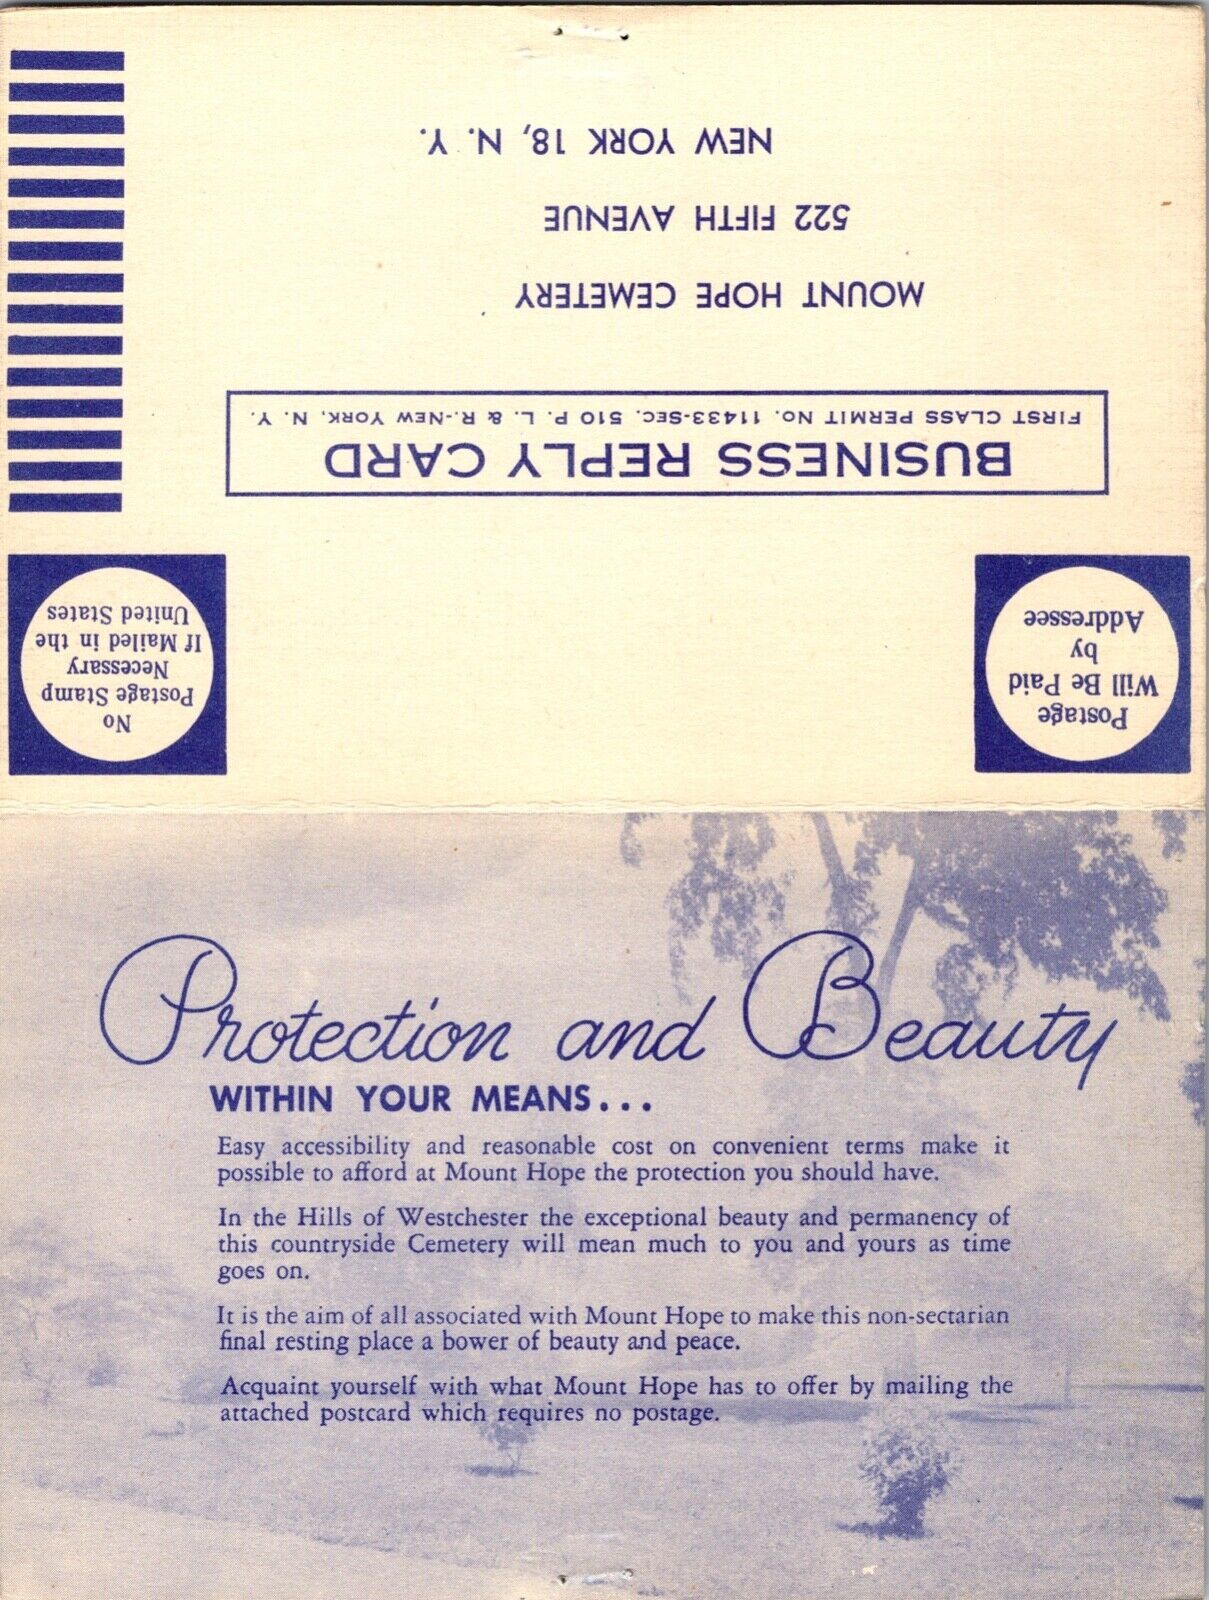 No
Postage Stamp
Necessary
If Mailed in the
United States
Postage
Will Be Paid
by
Addressee
BUSINESS REPLY CARD
FIRST CLASS PERMIT NO. 11433-SEC. 510 P. L. & R.-NEW YORK, N. Y.
MOUNT HOPE CEMETERY
522 FIFTH AVENUE
NEW YORK 18, N. Y.
Protection and Beauty
WITHIN YOUR MEANS...
Easy accessibility and reasonable cost on convenient terms make it
possible to afford at Mount Hope the protection you should have.
In the Hills of Westchester the exceptional beauty and permanency of
this countryside Cemetery will mean much to you and yours as time
goes on.
It is the aim of all associated with Mount Hope to make this non-sectarian
final resting place a bower of beauty and peace.
Acquaint yourself with what Mount Hope has to offer by mailing the
attached postcard which requires no postage.